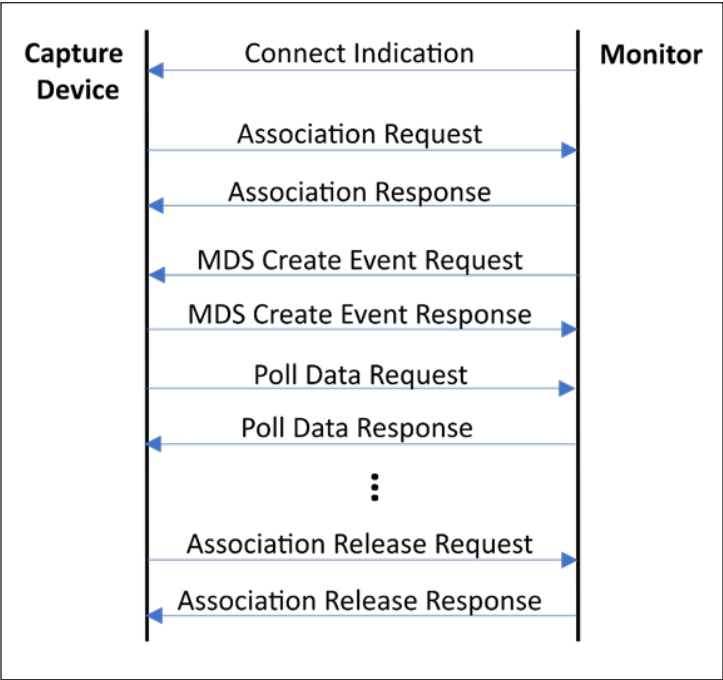 Capture
Device
Connect Indication
Monitor
Association Request
Association Response
MDS Create Event Request
MDS Create Event Response
Poll Data Request
Poll Data Response
Association Release Request
Association Release Response